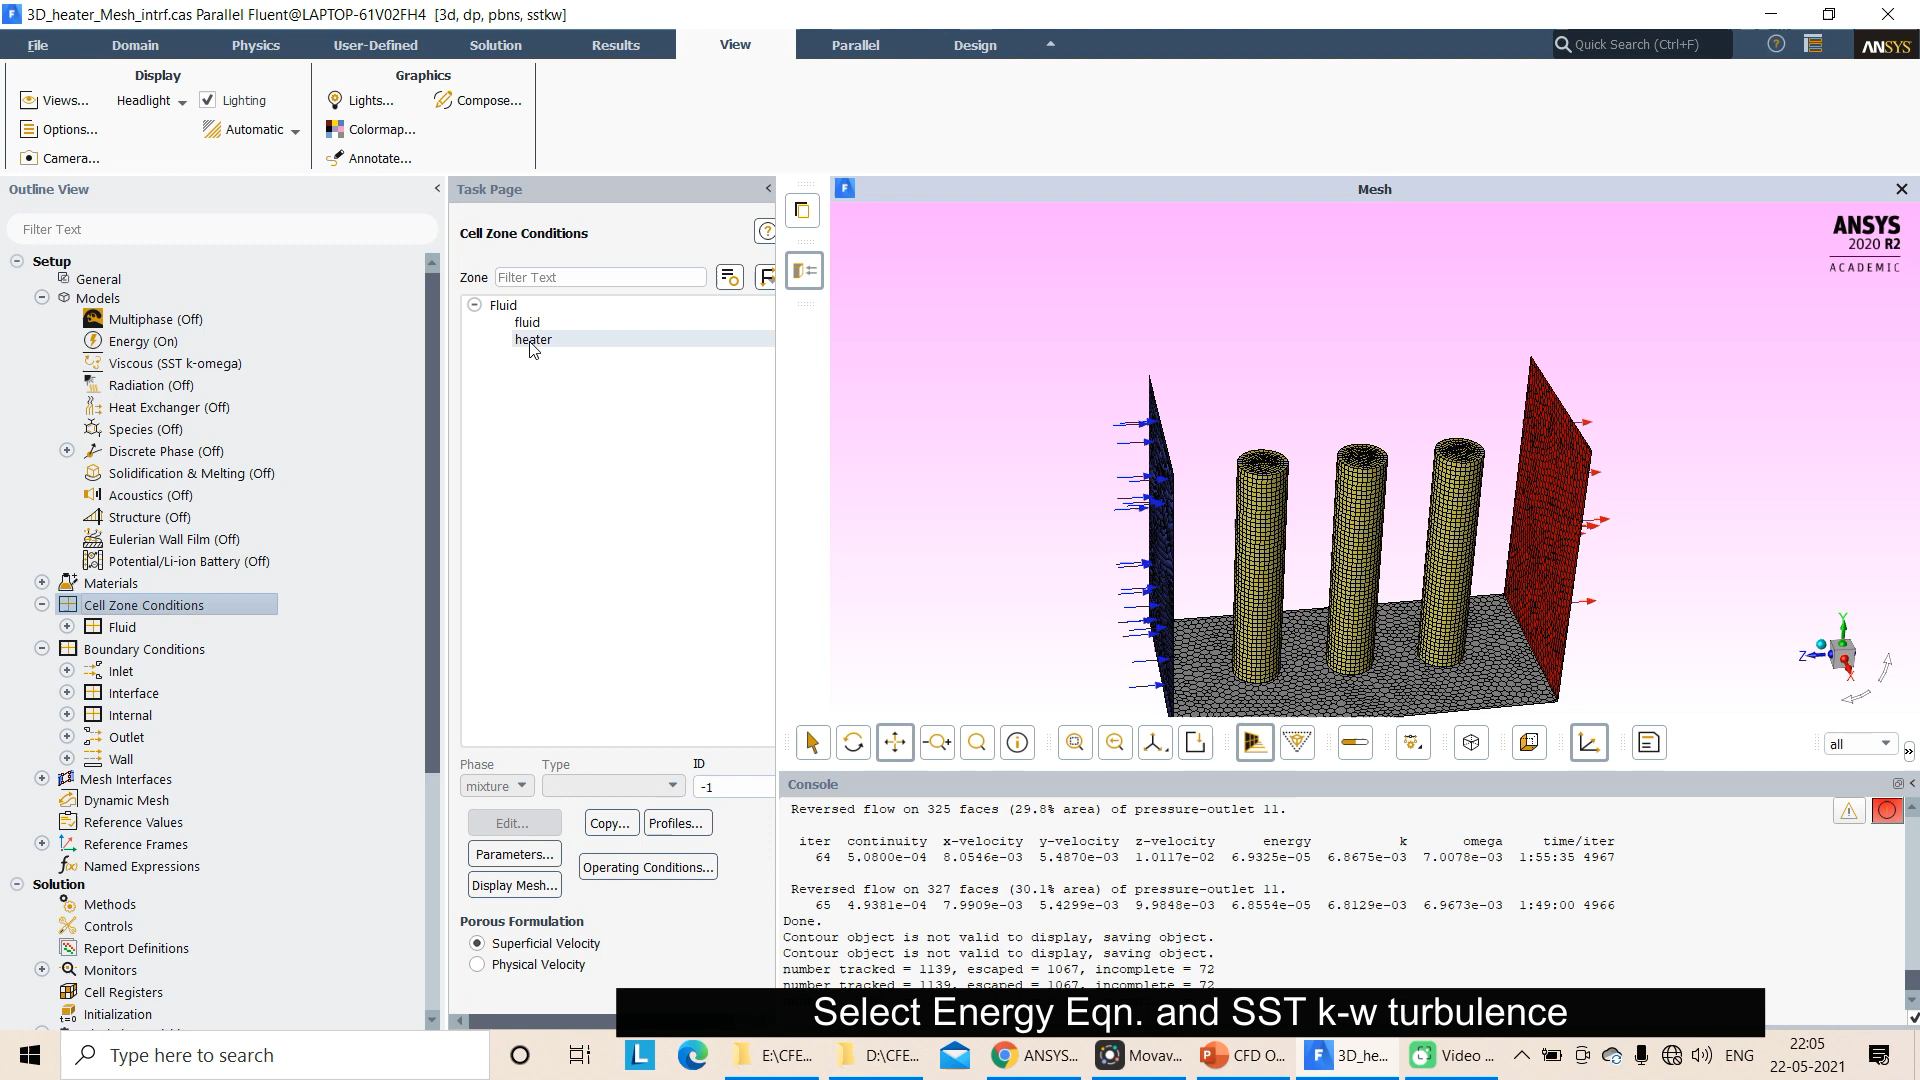 3D_heater_Mesh_intrf.cas Parallel Fluent@LAPTOP-61V02FH4 [3d, dp, pbns, sstkw]
File Domain Physics User-Defined Solution Results View Parallel Design Quick Search (Ctrl+F) ANSYS
Display Graphics
Views... Headlight Lighting Lights... Compose...
Options... Automatic Colormap...
Camera... Annotate...
Outline View
Filter Text
Setup
General
Models
Multiphase (Off)
Energy (On)
Viscous (SST k-omega)
Radiation (Off)
Heat Exchanger (Off)
Species (Off)
Discrete Phase (Off)
Solidification & Melting (Off)
Acoustics (Off)
Structure (Off)
Eulerian Wall Film (Off)
Potential/Li-ion Battery (Off)
Materials
Cell Zone Conditions
Fluid
Boundary Conditions
Inlet
Interface
Internal
Outlet
Wall
Mesh Interfaces
Dynamic Mesh
Reference Values
Reference Frames
Named Expressions
Solution
Methods
Controls
Report Definitions
Monitors
Cell Registers
Initialization
Task Page
Cell Zone Conditions
Zone Filter Text
Fluid
fluid
heater
Phase Type ID
mixture -1
Edit... Copy... Profiles...
Parameters... Operating Conditions...
Display Mesh...
Porous Formulation
Superficial Velocity
Physical Velocity
Mesh
ANSYS
2020 R2
ACADEMIC
Y
Z
X
all
Console
Reversed flow on 325 faces (29.8% area) of pressure-outlet 11.
iter continuity x-velocity y-velocity z-velocity energy k omega time/iter
64 5.0800e-04 8.0546e-03 5.4870e-03 1.0117e-02 6.9325e-05 6.8675e-03 7.0078e-03 1:55:35 4967
Reversed flow on 327 faces (30.1% area) of pressure-outlet 11.
65 4.9381e-04 7.9909e-03 5.4299e-03 9.9848e-03 6.8554e-05 6.8129e-03 6.9673e-03 1:49:00 4966
Done.
Contour object is not valid to display, saving object.
Contour object is not valid to display, saving object.
number tracked = 1139, escaped = 1067, incomplete = 72
number tracked = 1139, escaped = 1067, incomplete = 72
Select Energy Eqn. and SST k-w turbulence
Type here to search E:\CFE... D:\CFE... ANSYS... Movav... CFD O... 3D_he... Video ... ENG 22:05
22-05-2021